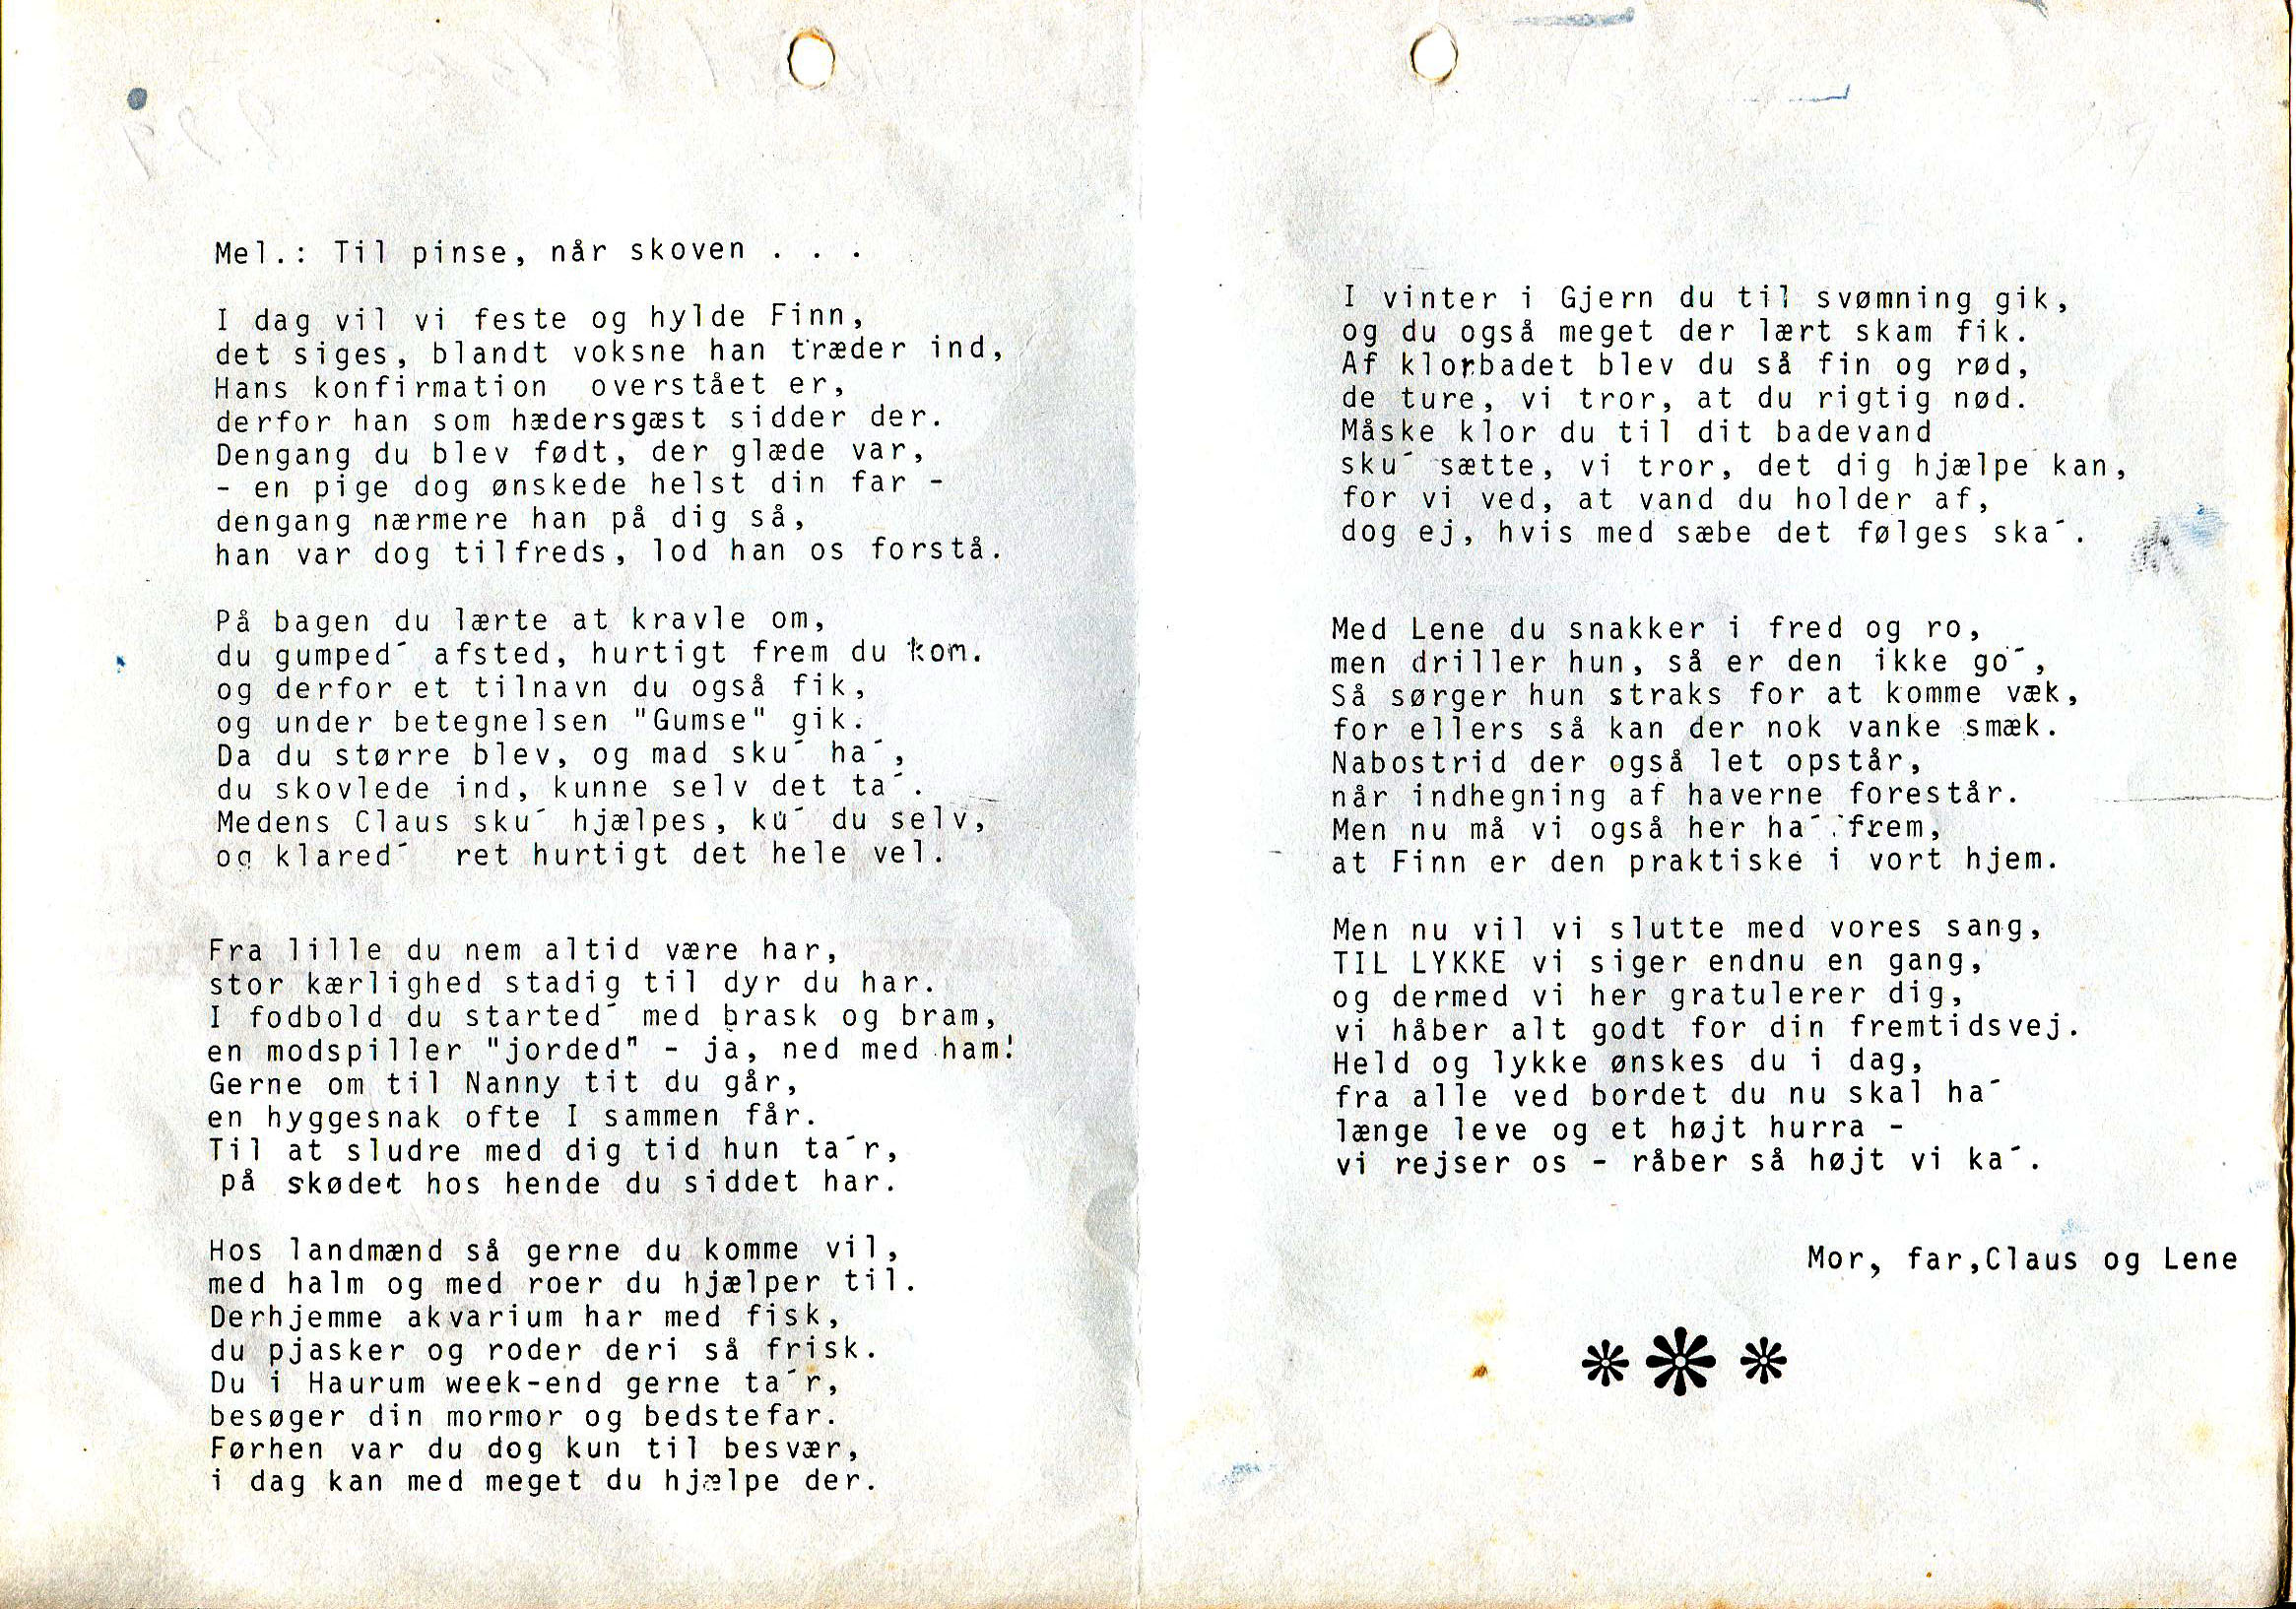 Mel.: Til pinse, når skoven . . .
I dag vil vi feste og hylde Finn,
det siges, blandt voksne han træder ind,
Hans konfirmation overstået er,
derfor han som hædersgæst sidder der.
Dengang du blev født, der glæde var,
- en pige dog ønskede helst din far -
dengang nærmere han på dig så,
han var dog tilfreds, lod han os forstå.
På bagen du lærte at kravle om,
du gumped´ afsted, hurtigt frem du kom.
og derfor et tilnavn du også fik,
og under betegnelsen "Gumse" gik.
Da du større blev, og mad sku´ ha´,
du skovlede ind, kunne selv det ta´.
Medens Claus sku´ hjælpes, ku´ du selv,
og klared´ ret hurtigt det hele vel.
Fra lille du nem altid være har,
stor kærlighed stadig til dyr du har.
I fodbold du started´ med brask og bram,
en modspiller "jorded" - ja, ned med ham!
Gerne om til Nanny tit du går,
en hyggesnak ofte I sammen får.
Til at sludre med dig tid hun ta´r,
på skødet hos hende du siddet har.
Hos landmænd så gerne du komme vil,
med halm og med roer du hjælper til.
Derhjemme akvarium har med fisk,
du pjasker og roder deri så frisk.
Du i Haurum week-end gerne ta´r,
besøger din mormor og bedstefar.
Førhen var du dog kun til besvær,
i dag kan med meget du hjælpe der.
I vinter i Gjern du til svømning gik,
og du også meget der lært skam fik.
Af klorbadet blev du så fin og rød,
de ture, vi tror, at du rigtig nød.
Måske klor du til dit badevand
sku´ sætte, vi tror, det dig hjælpe kan,
for vi ved, at vand du holder af,
dog ej, hvis med sæbe det følges ska´.
Med Lene du snakker i fred og ro,
men driller hun, så er den ikke go´,
Så sørger hun straks for at komme væk,
for ellers så kan der nok vanke smæk.
Nabostrid der også let opstår,
når indhegning af haverne forestår.
Men nu må vi også her ha´ frem,
at Finn er den praktiske i vort hjem.
Men nu vil vi slutte med vores sang,
TIL LYKKE vi siger endnu en gang,
og dermed vi her gratulerer dig,
vi håber alt godt for din fremtidsvej.
Held og lykke ønskes du i dag,
fra alle ved bordet du nu skal ha´
længe leve og et højt hurra -
vi rejser os - råber så højt vi ka´.
Mor, far,Claus og Lene